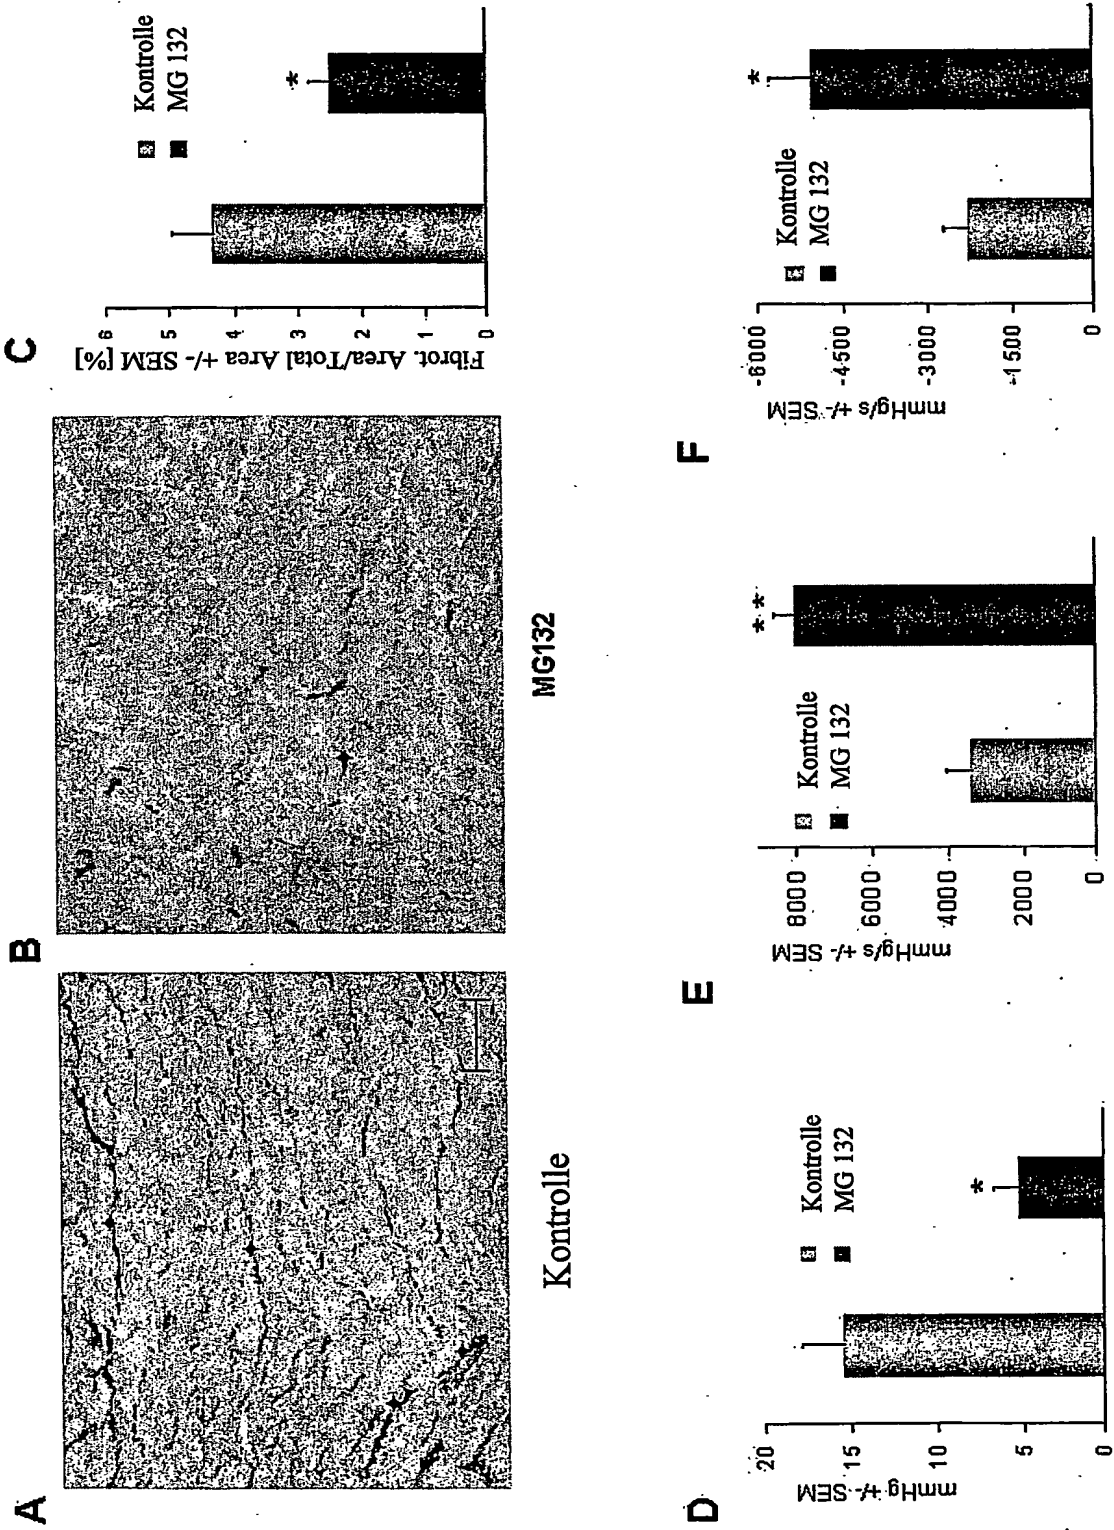 A
Kontrolle
B
MG132
C
Fibrot. Area/Total Area +/- SEM [%]
6
5
4
3
2
1
0
Kontrolle
MG 132
*
D
mmHg +/- SEM
20
15
10
5
0
Kontrolle
MG 132
*
E
mmHg/s +/- SEM
8000
6000
4000
2000
0
Kontrolle
MG 132
**
F
mmHg/s +/- SEM
-6000
-4500
-3000
-1500
0
Kontrolle
MG 132
*